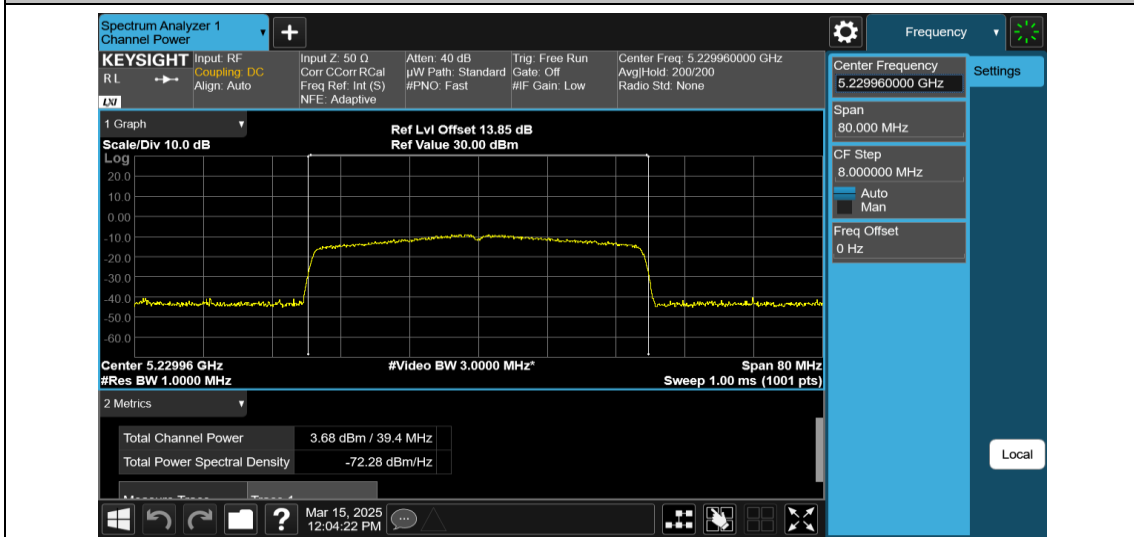 Spectrum Analyzer 1
Channel Power
Frequency
KEYSIGHT
R L
LXI
Input: RF
Coupling: DC
Align: Auto
Input Z: 50 Ω
Corr CCorr RCal
Freq Ref: Int (S)
NFE: Adaptive
Atten: 40 dB
µW Path: Standard
#PNO: Fast
Trig: Free Run
Gate: Off
#IF Gain: Low
Center Freq: 5.229960000 GHz
Avg|Hold: 200/200
Radio Std: None
Center Frequency
5.229960000 GHz
Settings
Span
80.000 MHz
CF Step
8.000000 MHz
Auto
Man
Freq Offset
0 Hz
1 Graph
Scale/Div 10.0 dB
Ref Lvl Offset 13.85 dB
Ref Value 30.00 dBm
Log
20.0
10.0
0.00
-10.0
-20.0
-30.0
-40.0
-50.0
-60.0
Center 5.22996 GHz
#Video BW 3.0000 MHz*
Span 80 MHz
#Res BW 1.0000 MHz
Sweep 1.00 ms (1001 pts)
2 Metrics
Total Channel Power 3.68 dBm / 39.4 MHz
Total Power Spectral Density -72.28 dBm/Hz
Local
?
Mar 15, 2025
12:04:22 PM